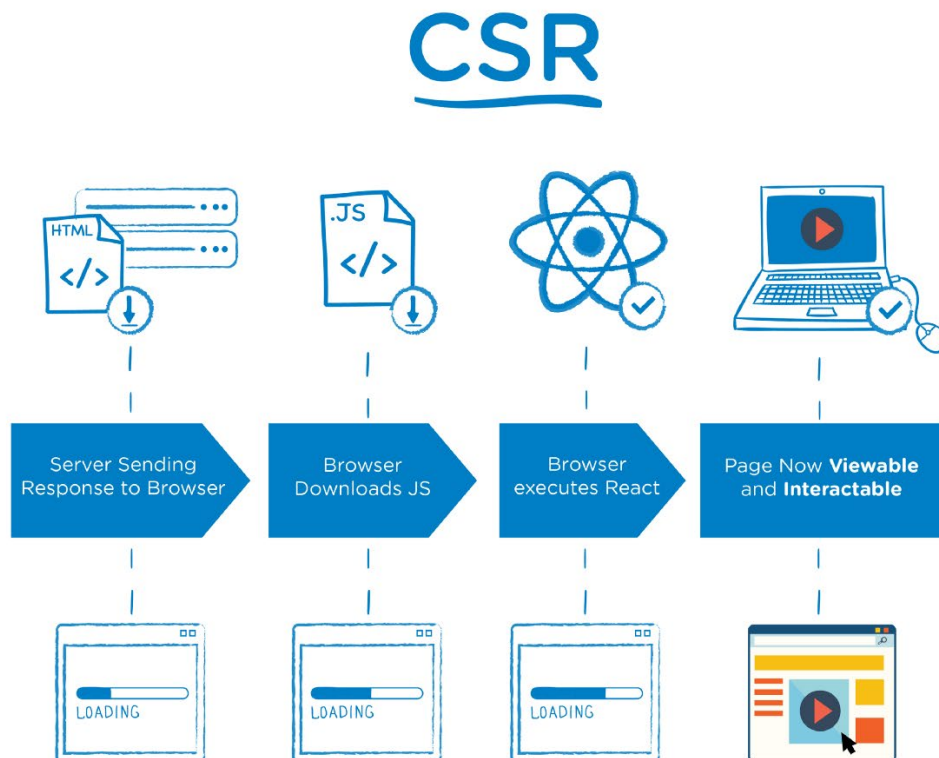 CSR
HTML
</>
.JS
</>
Server Sending
Response to Browser
Browser
Downloads JS
Browser
executes React
Page Now Viewable
and Interactable
LOADING
LOADING
LOADING